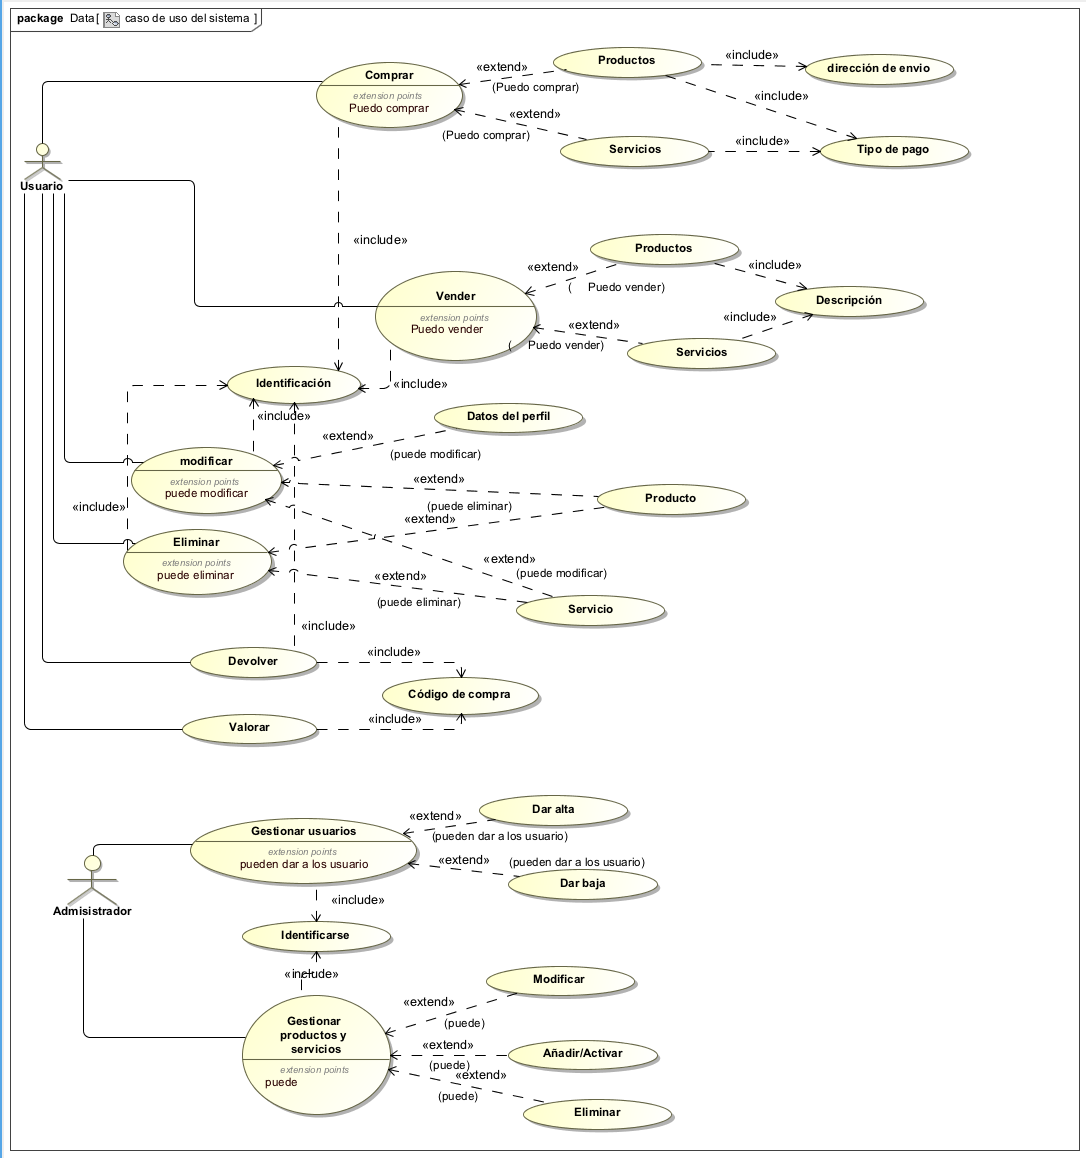 package Data[ caso de uso del sistema ]
Comprar
extension points
Puedo comprar
«extend»
(Puedo comprar)
Productos
«include»
dirección de envio
«include»
«extend»
(Puedo comprar)
Servicios
«include»
Tipo de pago
Usuario
«include»
Vender
extension points
Puedo vender
«extend»
( Puedo vender)
Productos
«include»
Descripción
«extend»
( Puedo vender)
Servicios
«include»
«include»
Identificación
«include»
Datos del perfil
«extend»
(puede modificar)
modificar
extension points
puede modificar
«extend»
Producto
(puede eliminar)
«extend»
«include»
Eliminar
extension points
puede eliminar
«extend»
(puede modificar)
«extend»
(puede eliminar)
Servicio
«include»
Devolver
«include»
Código de compra
Valorar
«include»
Gestionar usuarios
extension points
pueden dar a los usuario
«extend»
(pueden dar a los usuario)
Dar alta
«extend»
(pueden dar a los usuario)
Dar baja
Admisistrador
«include»
Identificarse
«include»
Gestionar
productos y
servicios
extension points
puede
«extend»
(puede)
Modificar
«extend»
(puede)
Añadir/Activar
«extend»
(puede)
Eliminar